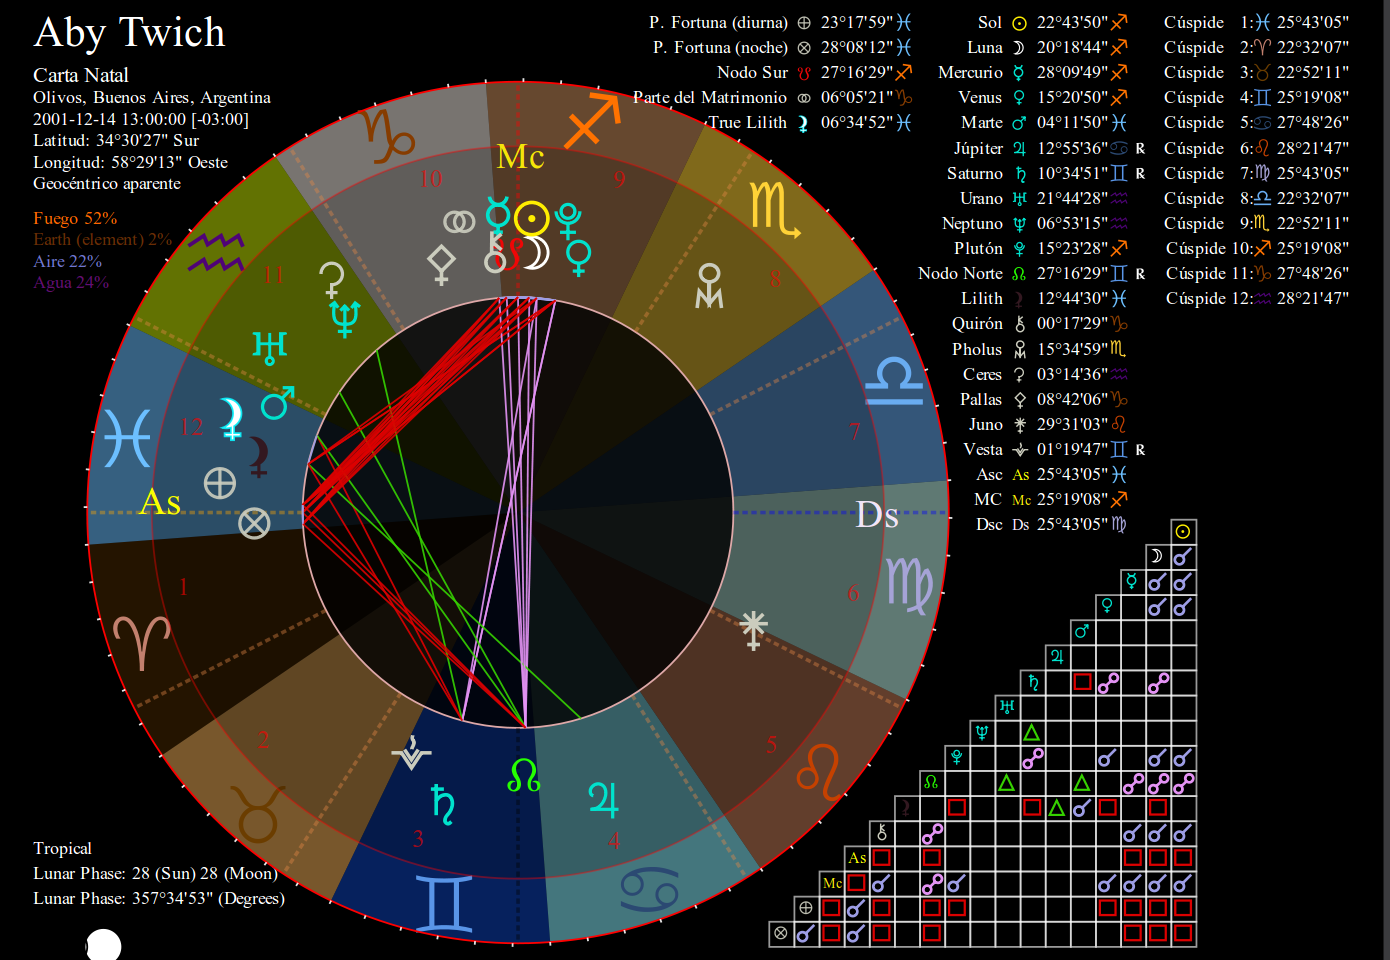 Aby Twich
Carta Natal
Olivos, Buenos Aires, Argentina
2001-12-14 13:00:00 [-03:00]
Latitud: 34°30'27" Sur
Longitud: 58°29'13" Oeste
Geocéntrico aparente
Fuego 52%
Earth (element) 2%
Aire 22%
Agua 24%
P. Fortuna (diurna) ⊕ 23°17'59" ♓
P. Fortuna (noche) ⊗ 28°08'12" ♓
Nodo Sur ☋ 27°16'29" ♐
Parte del Matrimonio 06°05'21" ♑
True Lilith 06°34'52" ♓
Sol ☉ 22°43'50" ♐
Luna ☽ 20°18'44" ♐
Mercurio ☿ 28°09'49" ♐
Venus ♀ 15°20'50" ♐
Marte ♂ 04°11'50" ♓
Júpiter ♃ 12°55'36" ♋ R
Saturno ♄ 10°34'51" ♊ R
Urano ♅ 21°44'28" ♒
Neptuno ♆ 06°53'15" ♒
Plutón 15°23'28" ♐
Nodo Norte ☊ 27°16'29" ♊ R
Lilith ⚸ 12°44'30" ♓
Quirón ⚷ 00°17'29" ♑
Pholus 15°34'59" ♏
Ceres ⚳ 03°14'36" ♒
Pallas ⚴ 08°42'06" ♑
Juno ⚵ 29°31'03" ♌
Vesta ⚶ 01°19'47" ♊ R
Asc As 25°43'05" ♓
MC Mc 25°19'08" ♐
Dsc Ds 25°43'05" ♍
Cúspide 1: ♓ 25°43'05"
Cúspide 2: ♈ 22°32'07"
Cúspide 3: ♉ 22°52'11"
Cúspide 4: ♊ 25°19'08"
Cúspide 5: ♋ 27°48'26"
Cúspide 6: ♌ 28°21'47"
Cúspide 7: ♍ 25°43'05"
Cúspide 8: ♎ 22°32'07"
Cúspide 9: ♏ 22°52'11"
Cúspide 10: ♐ 25°19'08"
Cúspide 11: ♑ 27°48'26"
Cúspide 12: ♒ 28°21'47"
Mc
10
9
11
8
12
7
As
Ds
1
6
2
5
3
4
As
Mc
Tropical
Lunar Phase: 28 (Sun) 28 (Moon)
Lunar Phase: 357°34'53" (Degrees)